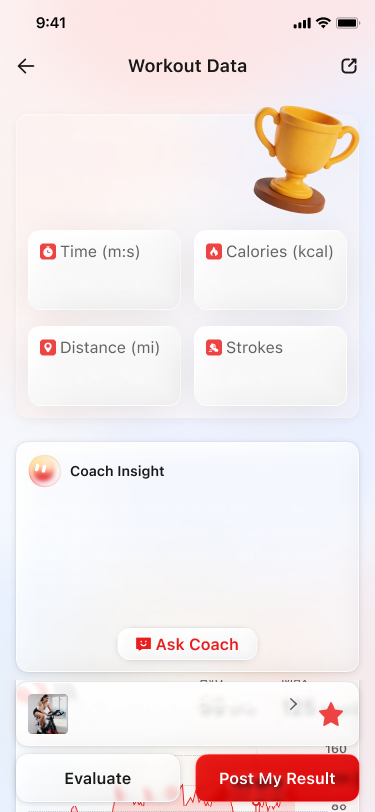 9:41
Workout Data
Time (m:s)
Calories (kcal)
Distance (mi)
Strokes
Coach Insight
Ask Coach
160
Evaluate
Post My Result